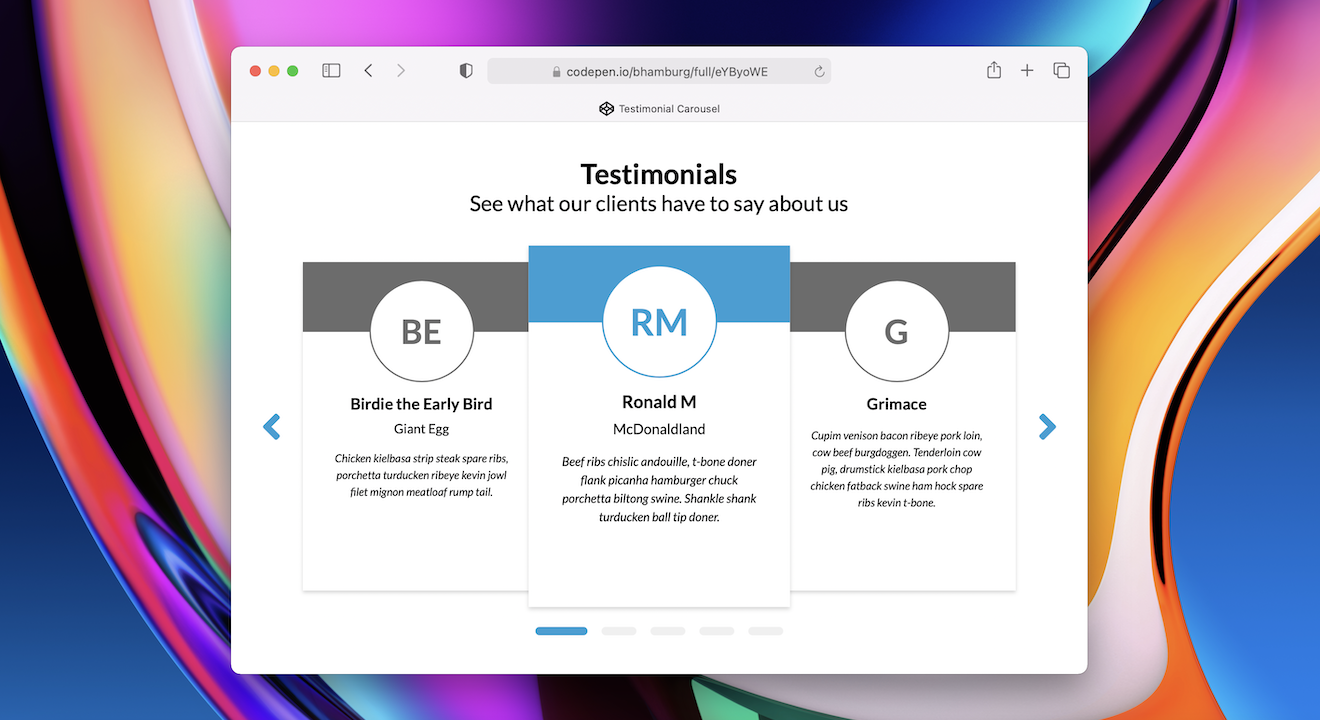 codepen.io/bhamburg/full/eYByoWE
Testimonial Carousel
Testimonials
See what our clients have to say about us
BE
Birdie the Early Bird
Giant Egg
Chicken kielbasa strip steak spare ribs,
porchetta turducken ribeye kevin jowl
filet mignon meatloaf rump tail.
RM
Ronald M
McDonaldland
Beef ribs chislic andouille, t-bone doner
flank picanha hamburger chuck
porchetta biltong swine. Shankle shank
turducken ball tip doner.
G
Grimace
Cupim venison bacon ribeye pork loin,
cow beef burgdoggen. Tenderloin cow
pig, drumstick kielbasa pork chop
chicken fatback swine ham hock spare
ribs kevin t-bone.